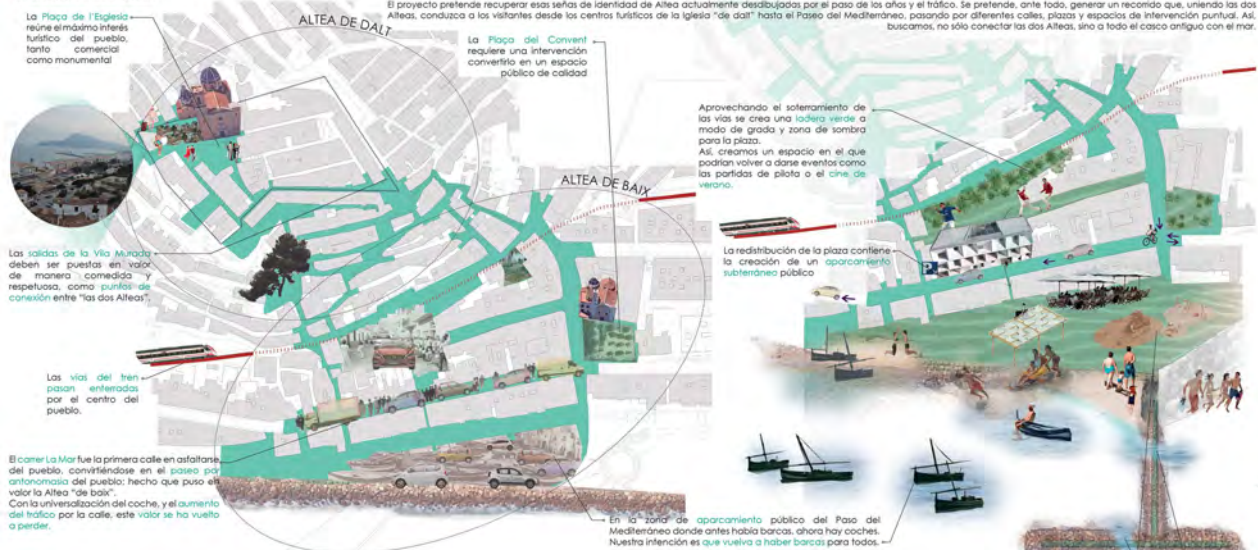 El proyecto pretende recuperar esas señas de identidad de Altea actualmente desdibujadas por el paso de los años y el tráfico. Se pretende, ante todo, generar un recorrido que, uniendo las dos
Alteas, conduzca a los visitantes desde los centros turísticos de la Iglesia "de dalt" hasta el Paseo del Mediterráneo, pasando por diferentes calles, plazas y espacios de intervención puntual. Así,
buscamos, no sólo conectar las dos Alteas, sino a todo el casco antiguo con el mar.
La Plaça de l'Església
reúne el máximo interés
turístico del pueblo,
tanto comercial
como monumental
ALTEA DE DALT
La Plaça del Convent
requiere una intervención
convertirlo en un espacio
público de calidad
Las salidas de la Vila Murada
deben ser puestas en valor
de manera comedida y
respetuosa, como puntos de
conexión entre "las dos Alteas".
ALTEA DE BAIX
Las vías del tren
pasan enterradas
por el centro del
pueblo.
El carrer La Mar fue la primera calle en asfaltarse
del pueblo, convirtiéndose en el paseo por
antonomasia del pueblo; hecho que puso en
valor la Altea "de baix".
Con la universalización del coche, y el aumento
del tráfico por la calle, este valor se ha vuelto
a perder.
Aprovechando el soterramiento de
las vías se crea una ladera verde a
modo de grada y zona de sombra
para la plaza.
Así, creamos un espacio en el que
podrían volver a darse eventos como
las partidas de pilota o el cine de
verano.
La redistribución de la plaza contiene
la creación de un aparcamiento
subterráneo público
P
En la zona de aparcamiento público del Paso del
Mediterráneo donde antes había barcas, ahora hay coches.
Nuestra intención es que vuelva a haber barcas para todos.